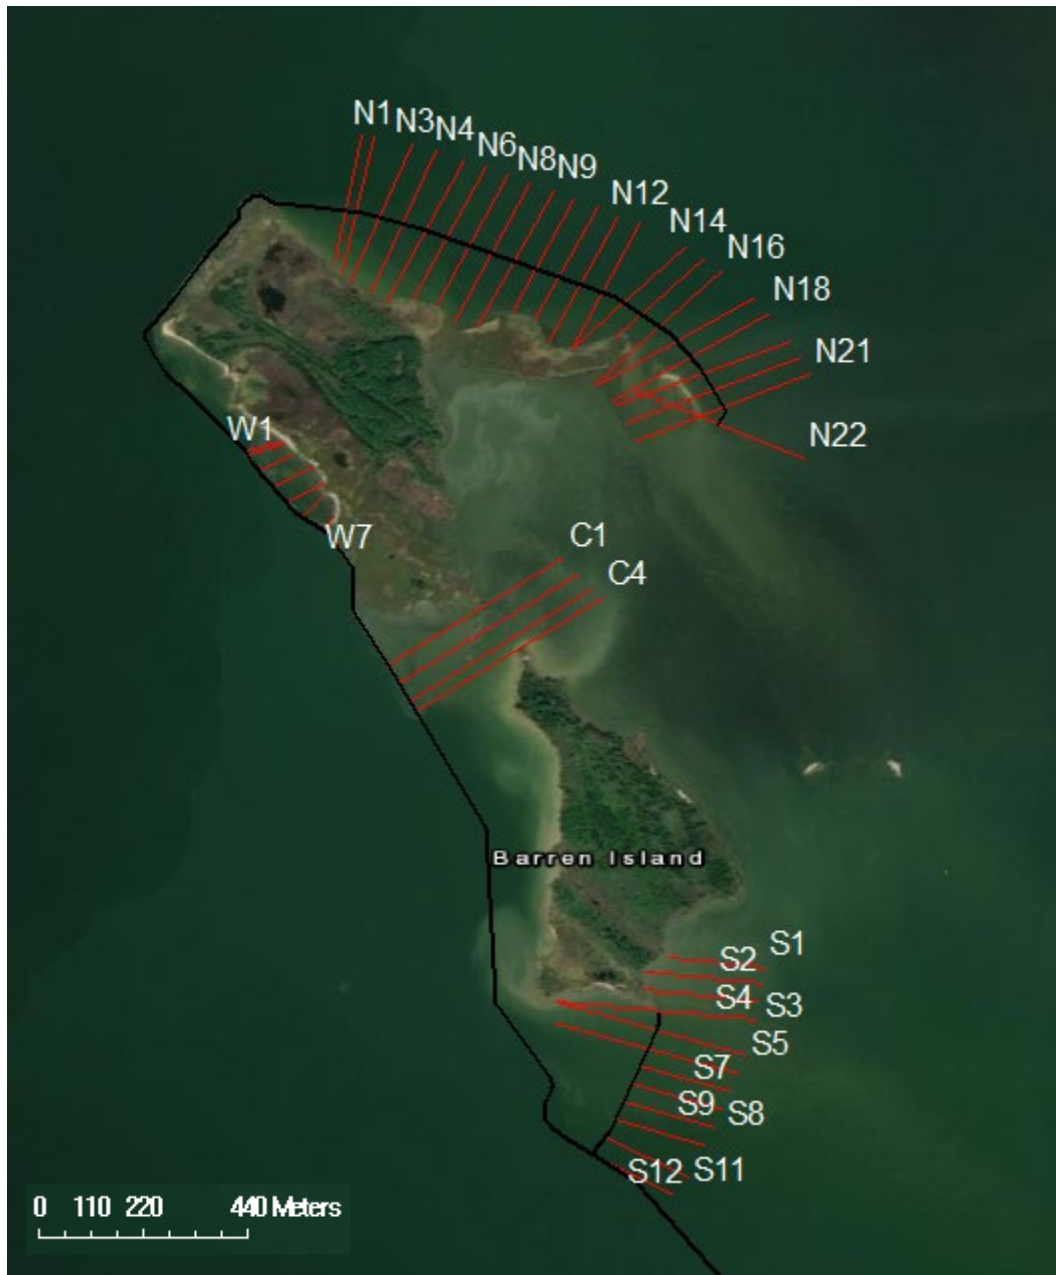 N1
N3
N4
N6
N8
N9
N12
N14
N16
N18
N21
N22
W1
W7
C1
C4
Barren Island
S1
S2
S4
S3
S5
S7
S9
S8
S12
S11
0 110 220 440 Meters